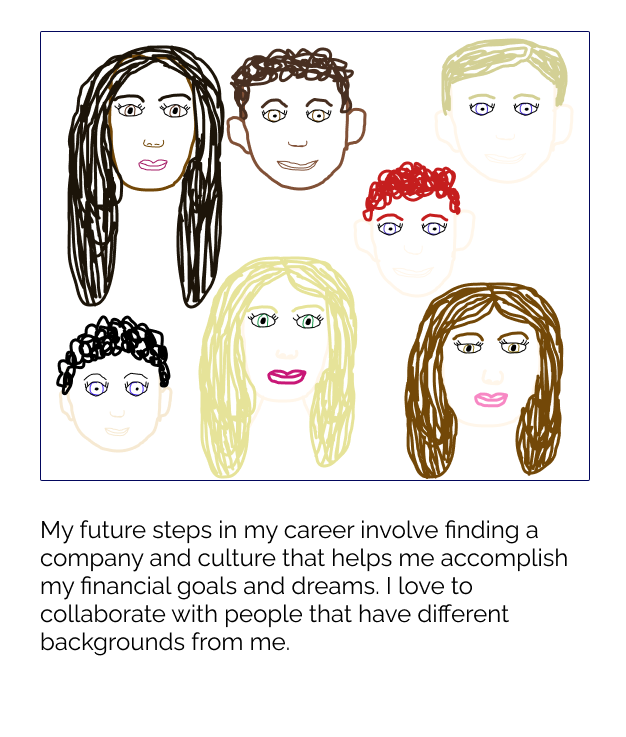 My future steps in my career involve finding a
company and culture that helps me accomplish
my financial goals and dreams. I love to
collaborate with people that have different
backgrounds from me.